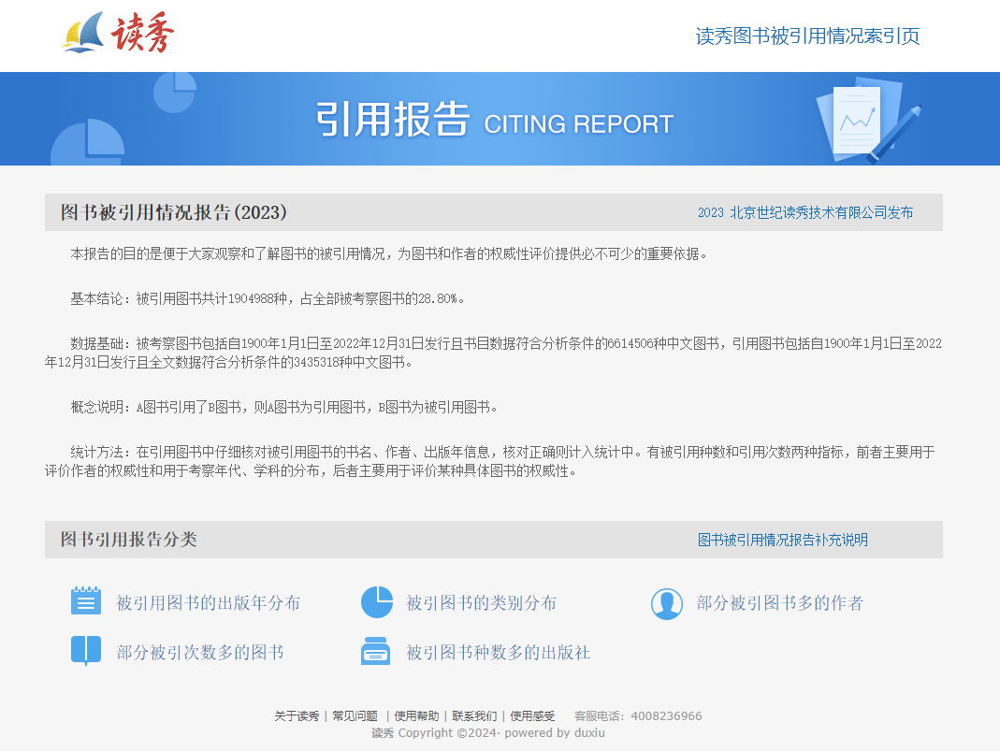 读秀
读秀图书被引用情况索引页
引用报告 CITING REPORT
图书被引用情况报告(2023)
2023 北京世纪读秀技术有限公司发布
本报告的目的是便于大家观察和了解图书的被引用情况，为图书和作者的权威性评价提供必不可少的重要依据。
基本结论：被引用图书共计1904988种，占全部被考察图书的28.80%。
数据基础：被考察图书包括自1900年1月1日至2022年12月31日发行且书目数据符合分析条件的6614506种中文图书，引用图书包括自1900年1月1日至2022
年12月31日发行且全文数据符合分析条件的3435318种中文图书。
概念说明：A图书引用了B图书，则A图书为引用图书，B图书为被引用图书。
统计方法：在引用图书中仔细核对被引用图书的书名、作者、出版年信息，核对正确则计入统计中。有被引用种数和引用次数两种指标，前者主要用于
评价作者的权威性和用于考察年代、学科的分布，后者主要用于评价某种具体图书的权威性。
图书引用报告分类
图书被引用情况报告补充说明
被引用图书的出版年分布
被引图书的类别分布
部分被引图书多的作者
部分被引次数多的图书
被引图书种数多的出版社
关于读秀 | 常见问题 | 使用帮助 | 联系我们 | 使用感受 客服电话：4008236966
读秀 Copyright ©2024· powered by duxiu